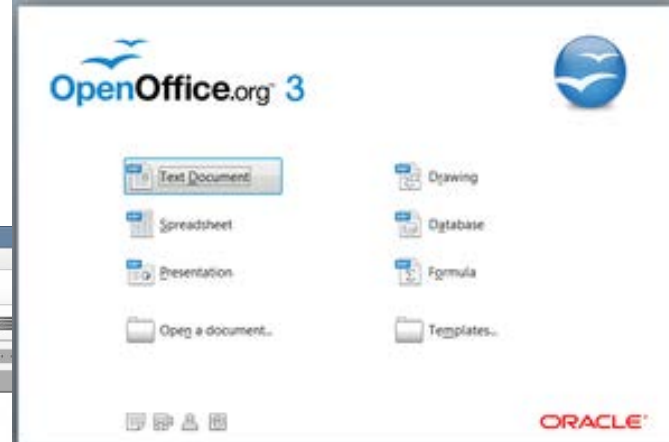 OpenOffice.org 3
Text Document
Drawing
Spreadsheet
Database
Presentation
Formula
Open a document...
Templates...
ORACLE